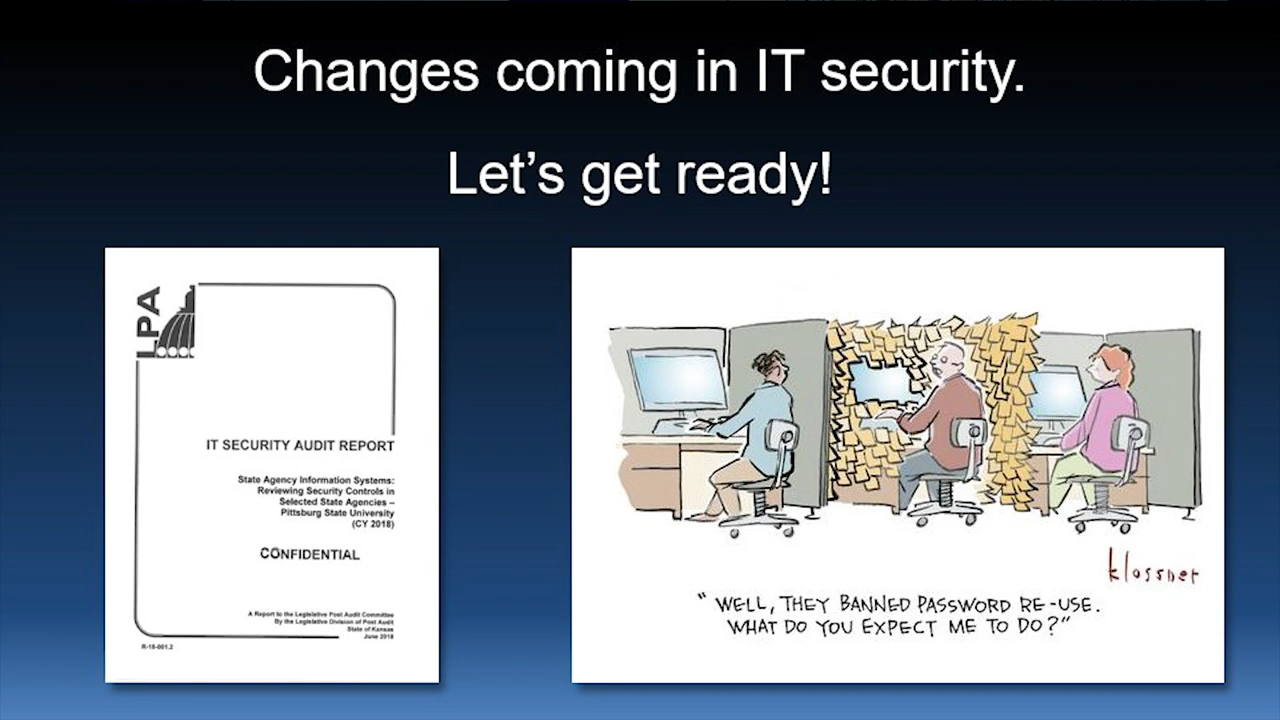 Changes coming in IT security.
Let’s get ready!
LPA
IT SECURITY AUDIT REPORT
State Agency Information Systems:
Reviewing Security Controls in
Selected State Agencies –
Pittsburg State University
(CY 2018)
CONFIDENTIAL
A Report to the Legislative Post Audit Committee
By the Legislative Division of Post Audit
State of Kansas
June 2018
R-18-001.2
klossner
“ WELL, THEY BANNED PASSWORD RE-USE.
WHAT DO YOU EXPECT ME TO DO?”